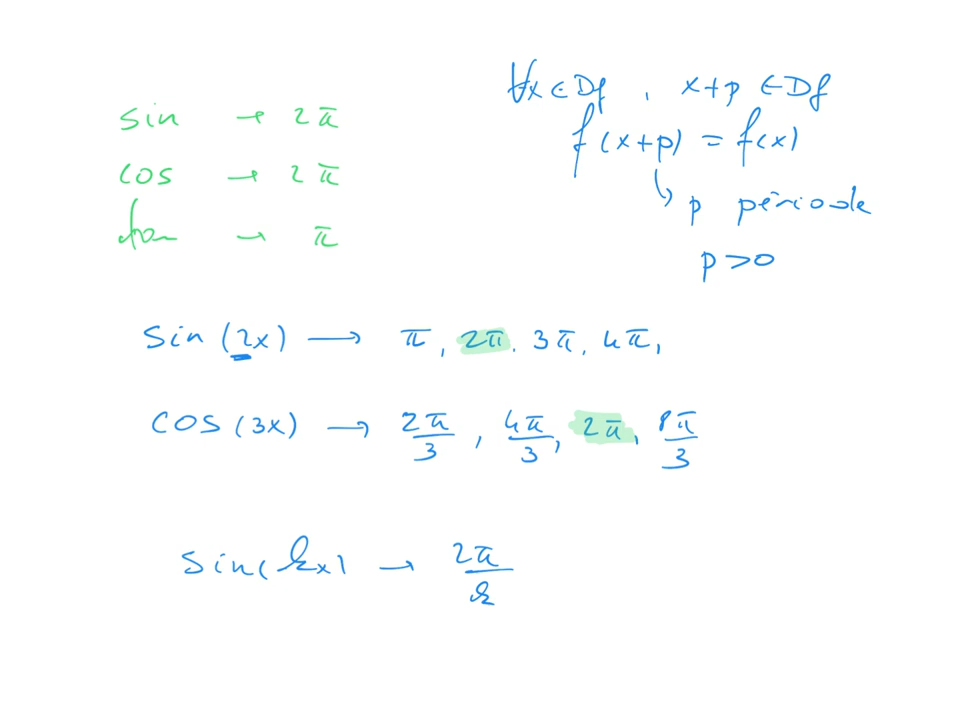 sin → 2π
cos → 2π
tan → π
∀x ∈ Df , x+p ∈ Df
f(x+p) = f(x)
↳ p période
p>0
sin(2x) → π, 2π, 3π, 4π,
cos(3x) → 2π/3, 4π/3, 2π, 8π/3
sin(kx) → 2π/k